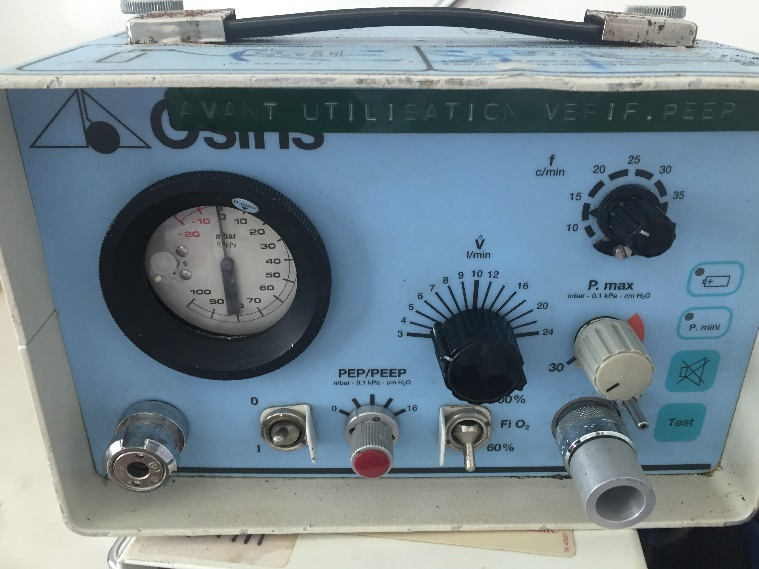 AVANT UTILISATION VERIF.PEEP
Osiris
f
c/min
10 15 20 25 30 35
-20 -10 0 10 20 30 40 50 60 70 90 100
mbar
V̇
l/min
3 4 5 6 7 8 9 10 12 16 20 24
P. max
mbar - 0.1 kPa - cm H₂O
30
P. mini
PEP/PEEP
mbar - 0.1 kPa - cm H₂O
0 16
0
1
Fi O₂
60%
Test